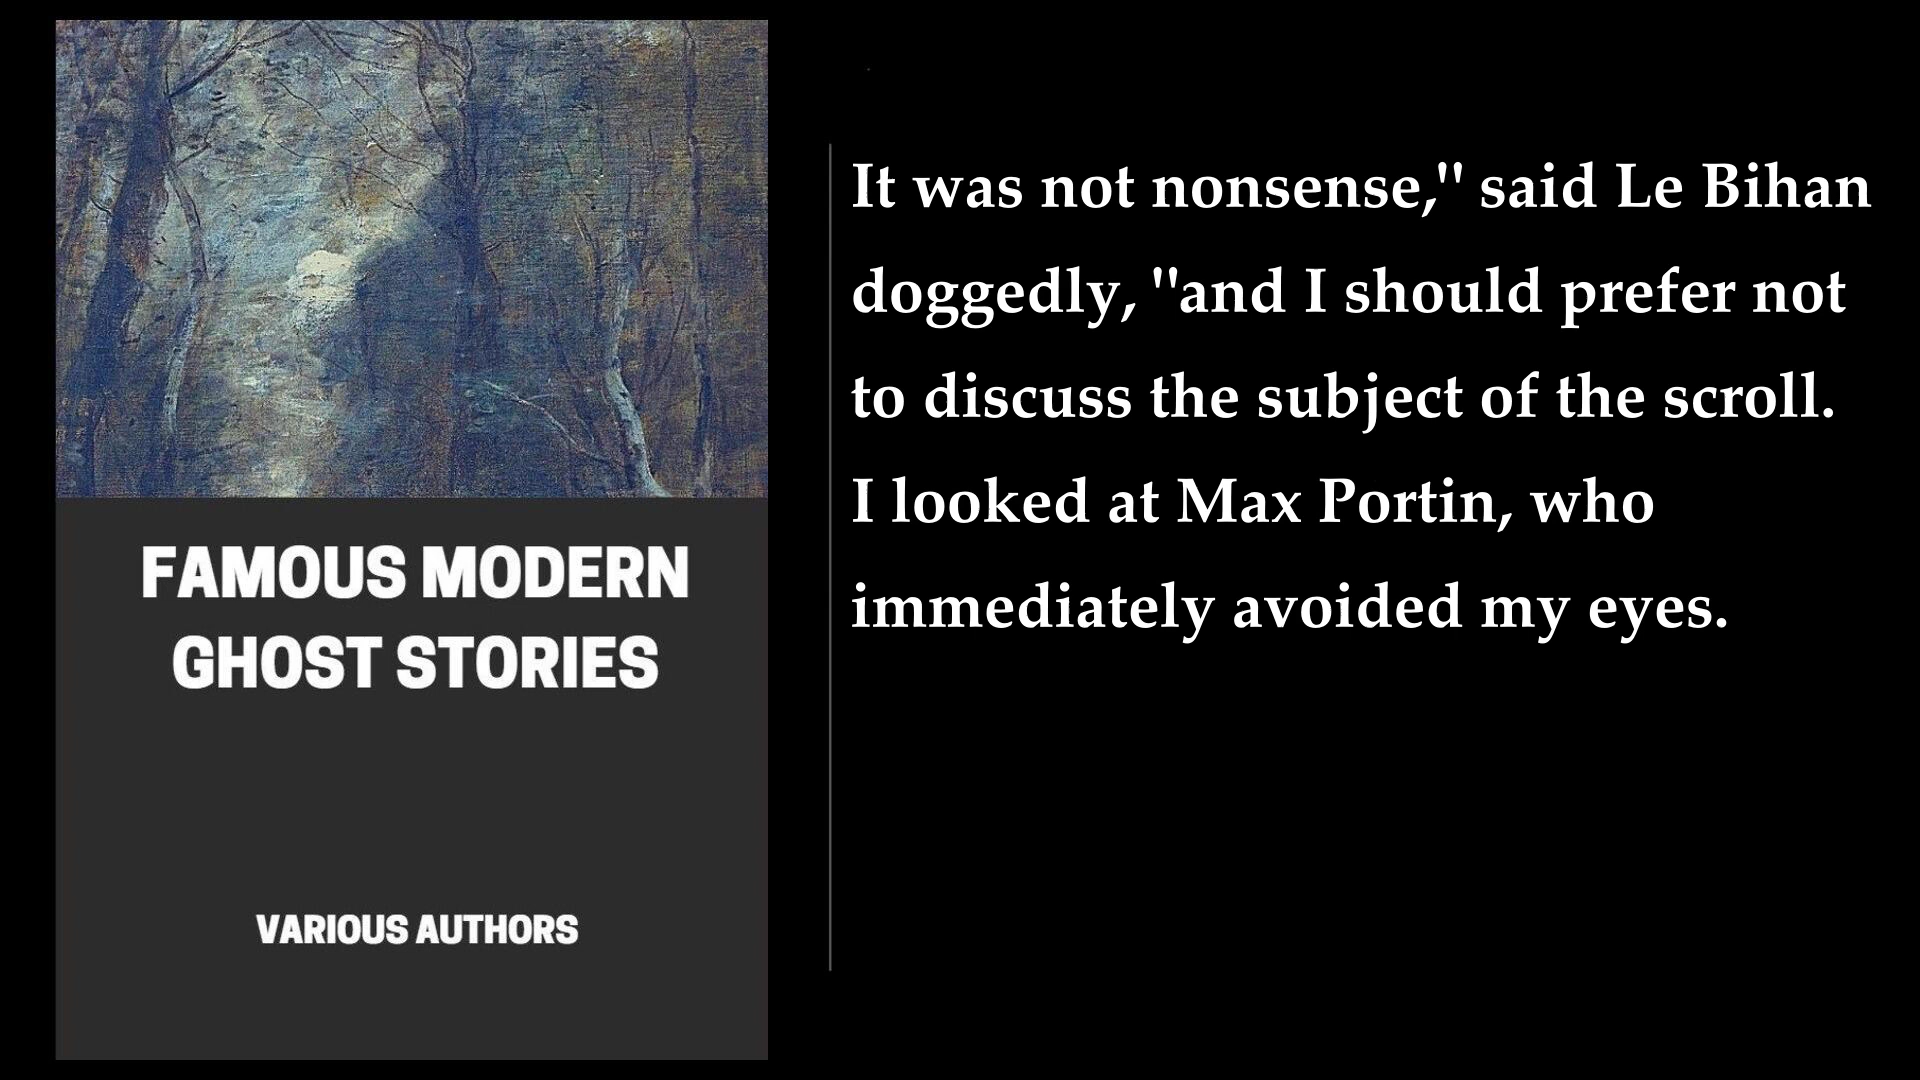 FAMOUS MODERN
GHOST STORIES
VARIOUS AUTHORS
It was not nonsense," said Le Bihan
doggedly, "and I should prefer not
to discuss the subject of the scroll.
I looked at Max Portin, who
immediately avoided my eyes.